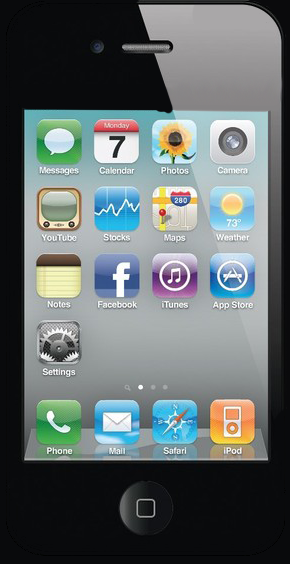 Monday
7
Messages Calendar Photos Camera
280
73°
YouTube Stocks Maps Weather
f
Notes Facebook iTunes App Store
Settings
Phone Mail Safari iPod